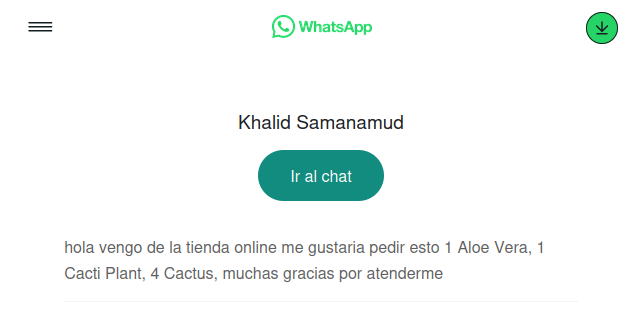 WhatsApp
Khalid Samanamud
Ir al chat
hola vengo de la tienda online me gustaria pedir esto 1 Aloe Vera, 1
Cacti Plant, 4 Cactus, muchas gracias por atenderme